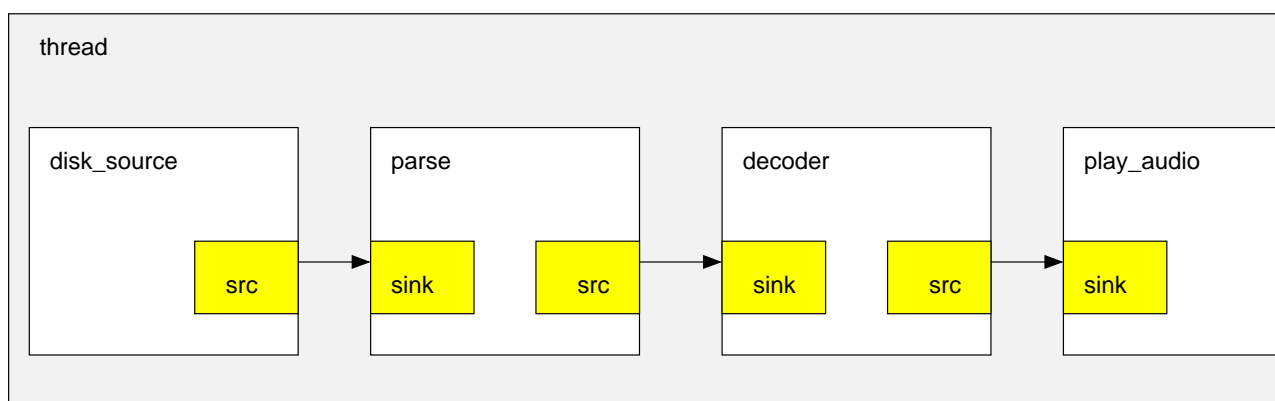 thread
disk_source
parse
decoder
play_audio
src
sink
src
sink
src
sink